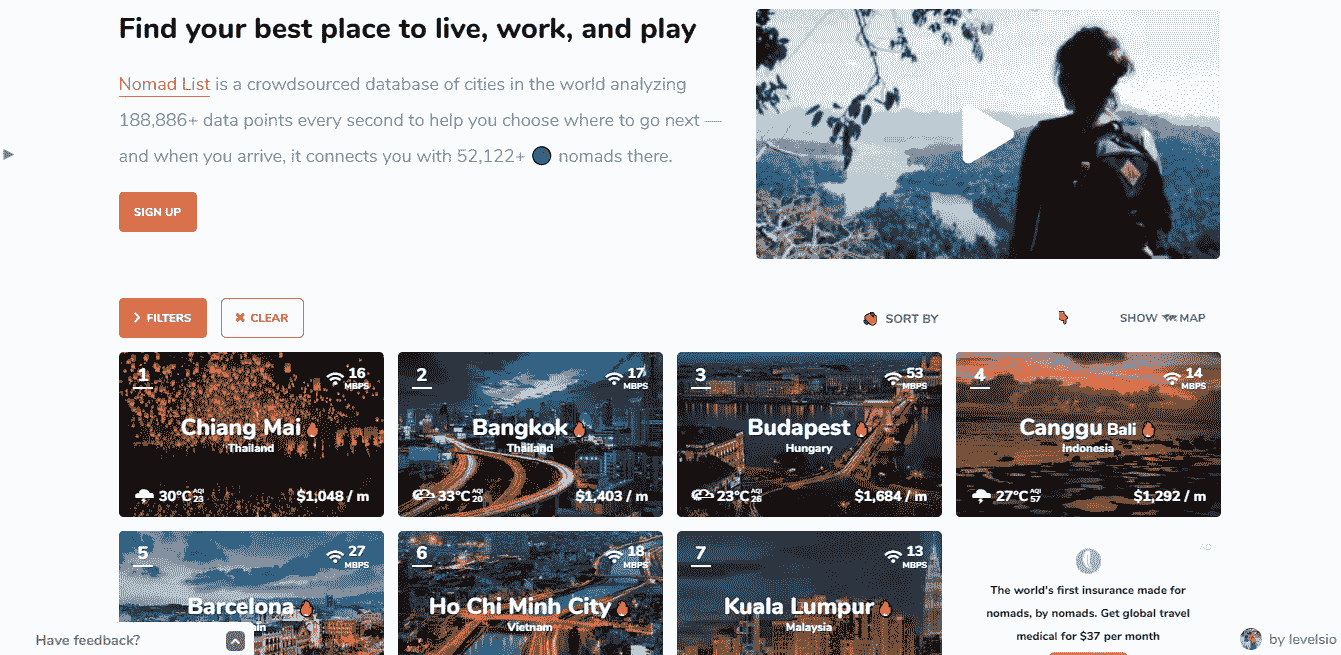 Find your best place to live, work, and play
Nomad List is a crowdsourced database of cities in the world analyzing
188,886+ data points every second to help you choose where to go next —
and when you arrive, it connects you with 52,122+ nomads there.
SIGN UP
FILTERS
CLEAR
SORT BY
SHOW MAP
1
16
MBPS
Chiang Mai
Thailand
30°C AQI 23
$1,048 / m
2
17
MBPS
Bangkok
Thailand
33°C AQI 20
$1,403 / m
3
53
MBPS
Budapest
Hungary
23°C AQI 26
$1,684 / m
4
14
MBPS
Canggu Bali
Indonesia
27°C AQI 57
$1,292 / m
5
27
MBPS
Barcelona
6
18
MBPS
Ho Chi Minh City
Vietnam
7
13
MBPS
Kuala Lumpur
Malaysia
AD
The world's first insurance made for
nomads, by nomads. Get global travel
medical for $37 per month
Have feedback?
by levelsio